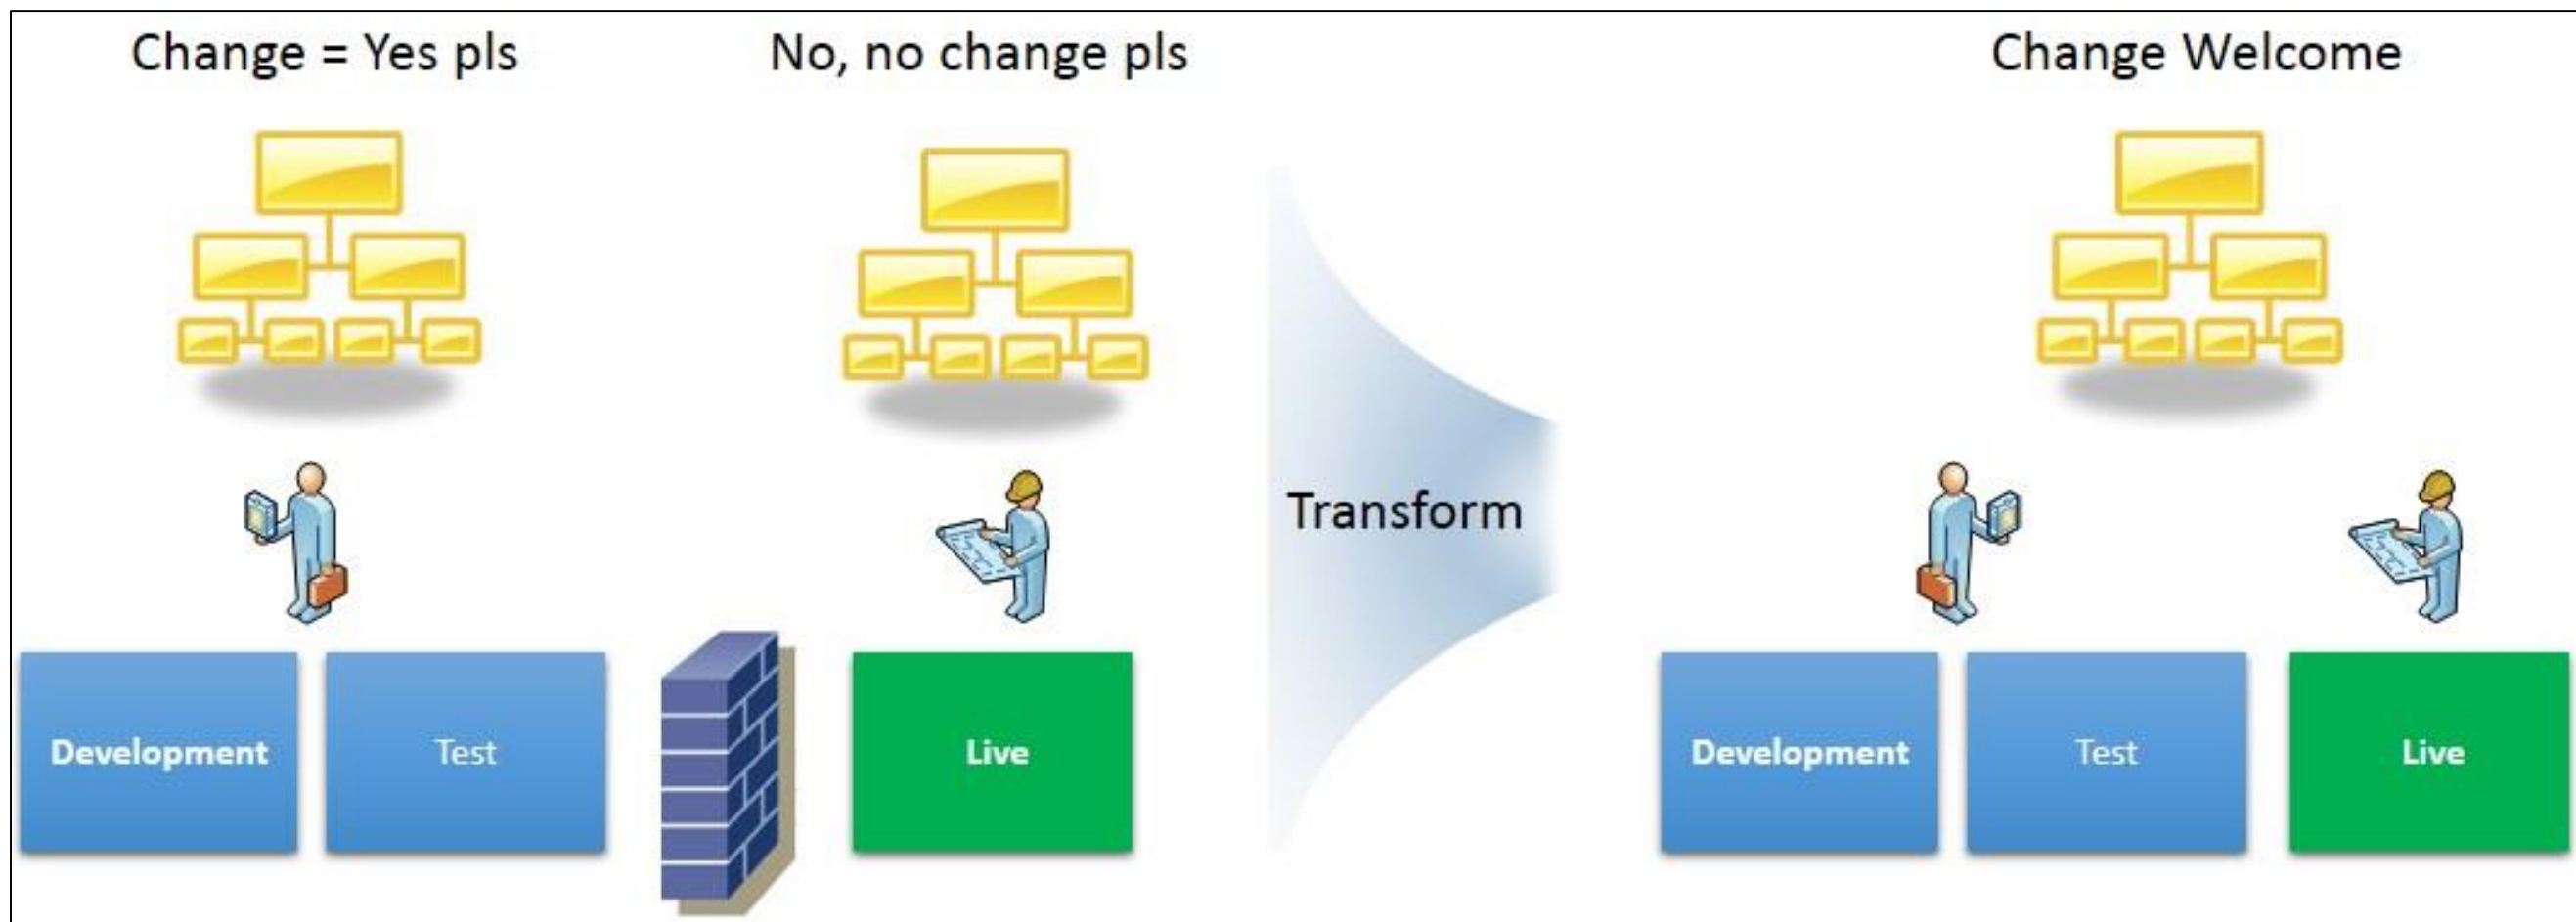 Change = Yes pls
No, no change pls
Change Welcome
Transform
Development
Test
Live
Development
Test
Live